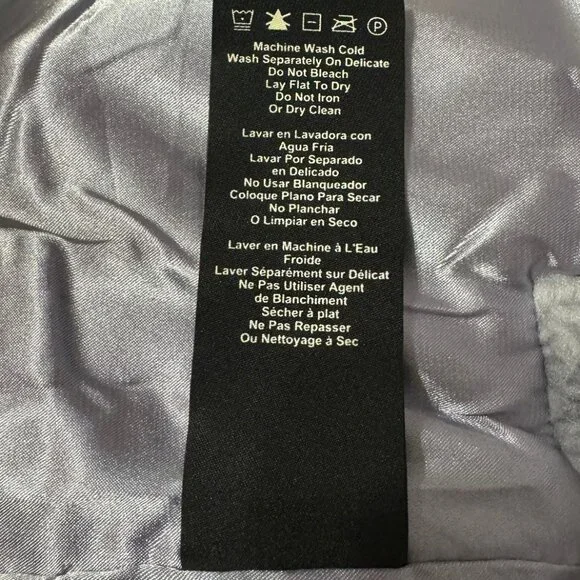 P
Machine Wash Cold
Wash Separately On Delicate
Do Not Bleach
Lay Flat To Dry
Do Not Iron
Or Dry Clean
Lavar en Lavadora con
Agua Fría
Lavar Por Separado
en Delicado
No Usar Blanqueador
Coloque Plano Para Secar
No Planchar
O Limpiar en Seco
Laver en Machine à L'Eau
Froide
Laver Séparément sur Délicat
Ne Pas Utiliser Agent
de Blanchiment
Sécher à plat
Ne Pas Repasser
Ou Nettoyage à Sec